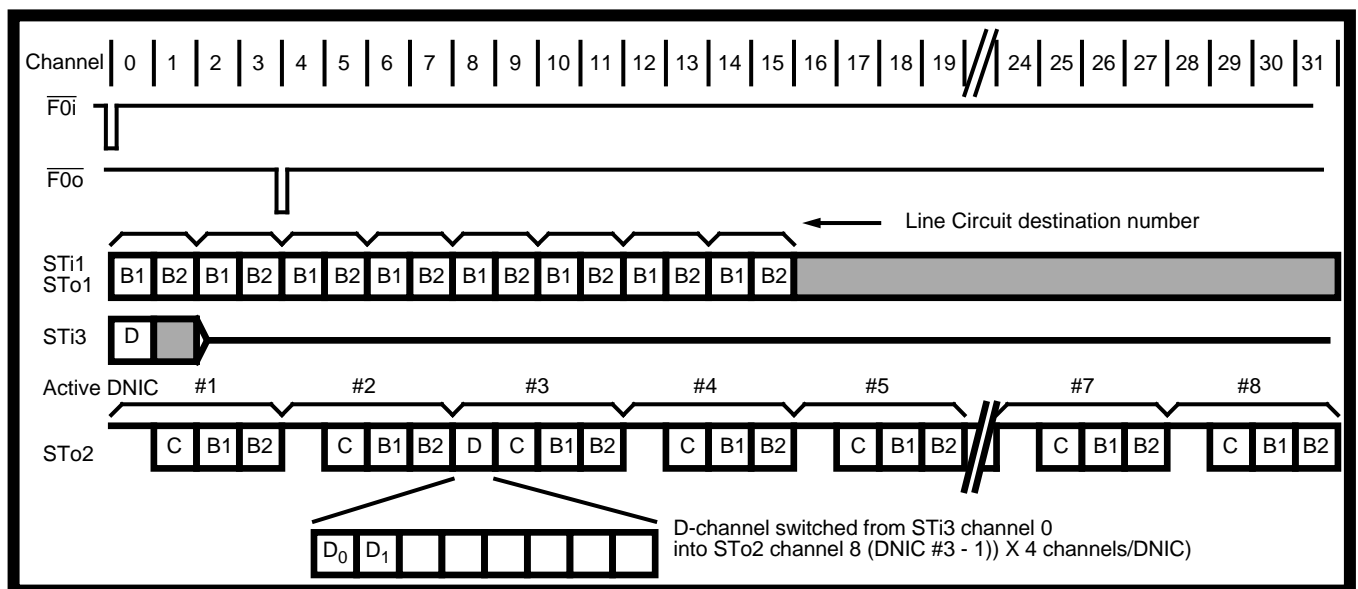 Channel 0 1 2 3 4 5 6 7 8 9 10 11 12 13 14 15 16 17 18 19 24 25 26 27 28 29 30 31
F0i
F0o
Line Circuit destination number
STi1
STo1
B1 B2 B1 B2 B1 B2 B1 B2 B1 B2 B1 B2 B1 B2 B1 B2
STi3 D
Active DNIC #1 #2 #3 #4 #5 #7 #8
STo2 C B1 B2 C B1 B2 D C B1 B2 C B1 B2 C B1 B2 C B1 B2 C B1 B2
D0 D1
D-channel switched from STi3 channel 0
into STo2 channel 8 (DNIC #3 - 1)) X 4 channels/DNIC)